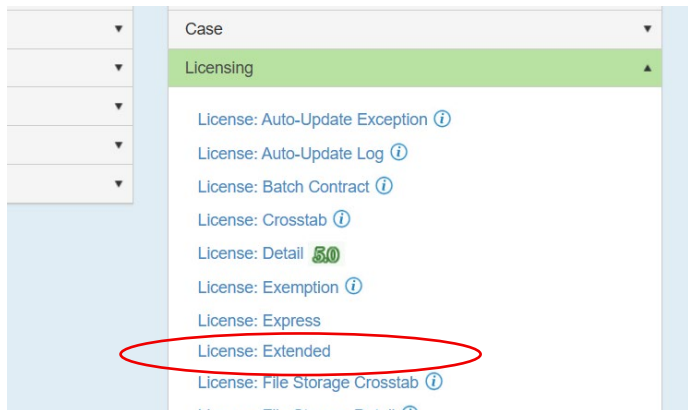 Case
Licensing
License: Auto-Update Exception
License: Auto-Update Log
License: Batch Contract
License: Crosstab
License: Detail 5.0
License: Exemption
License: Express
License: Extended
License: File Storage Crosstab